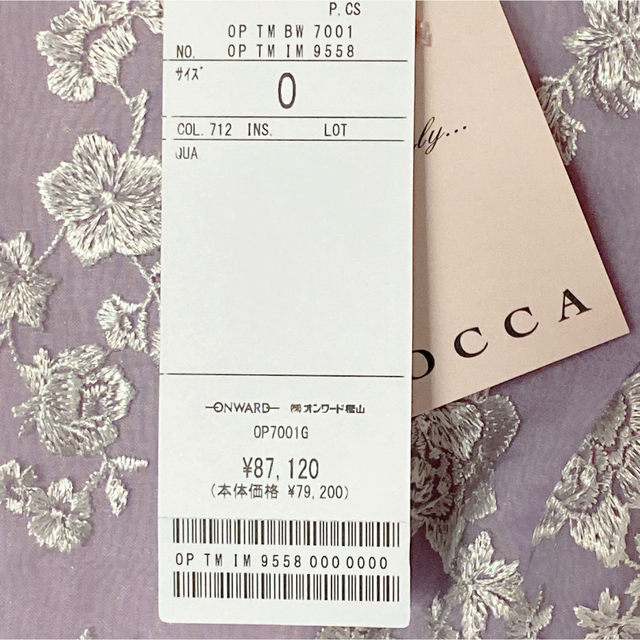 P. CS
OP TM BW 7001
NO. OP TM IM 9558
サイズ
0
COL. 712 INS. LOT
QUA
ONWARD ㈱オンワード樫山
OP7001G
¥87,120
(本体価格 ¥79,200)
OP TM IM 9558 000 0000
OCCA